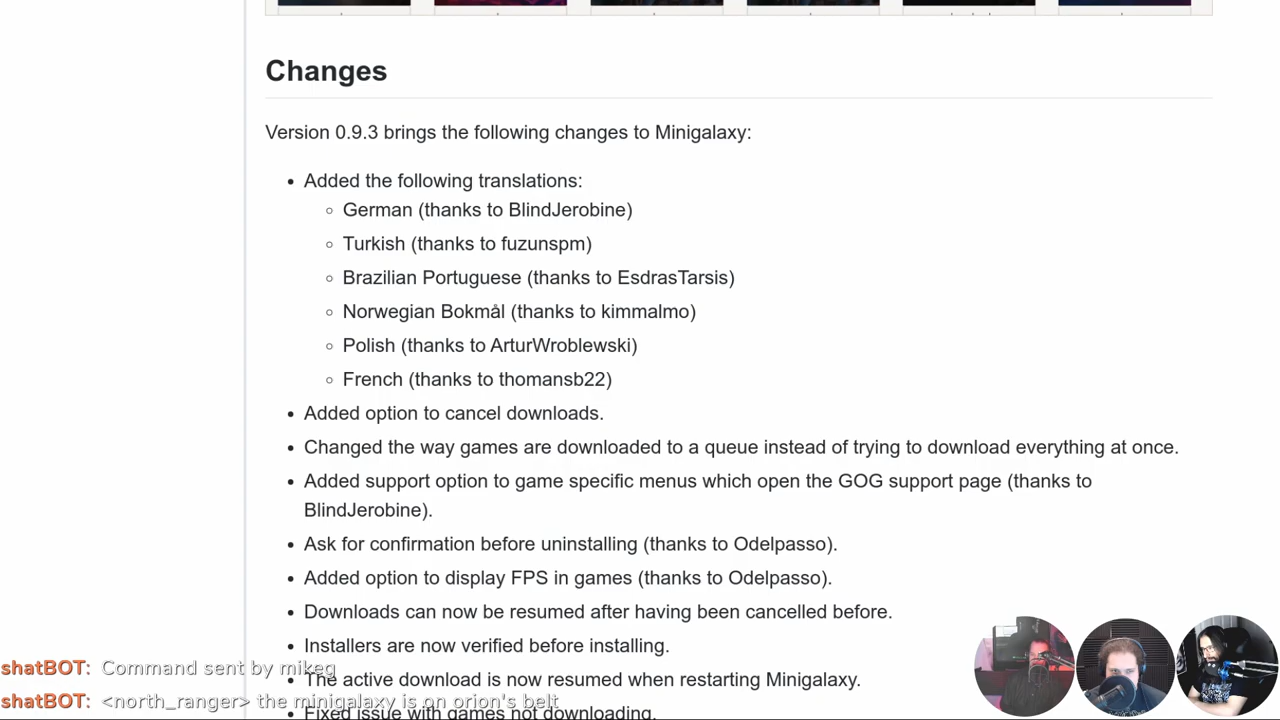 Changes
Version 0.9.3 brings the following changes to Minigalaxy:
Added the following translations:
German (thanks to BlindJerobine)
Turkish (thanks to fuzunspm)
Brazilian Portuguese (thanks to EsdrasTarsis)
Norwegian Bokmål (thanks to kimmalmo)
Polish (thanks to ArturWroblewski)
French (thanks to thomansb22)
Added option to cancel downloads.
Changed the way games are downloaded to a queue instead of trying to download everything at once.
Added support option to game specific menus which open the GOG support page (thanks to
BlindJerobine).
Ask for confirmation before uninstalling (thanks to Odelpasso).
Added option to display FPS in games (thanks to Odelpasso).
Downloads can now be resumed after having been cancelled before.
Installers are now verified before installing.
The active download is now resumed when restarting Minigalaxy.
Fixed issue with games not downloading.
shatBOT: Command sent by mikeg
shatBOT: <north_ranger> the minigalaxy is on orion's belt